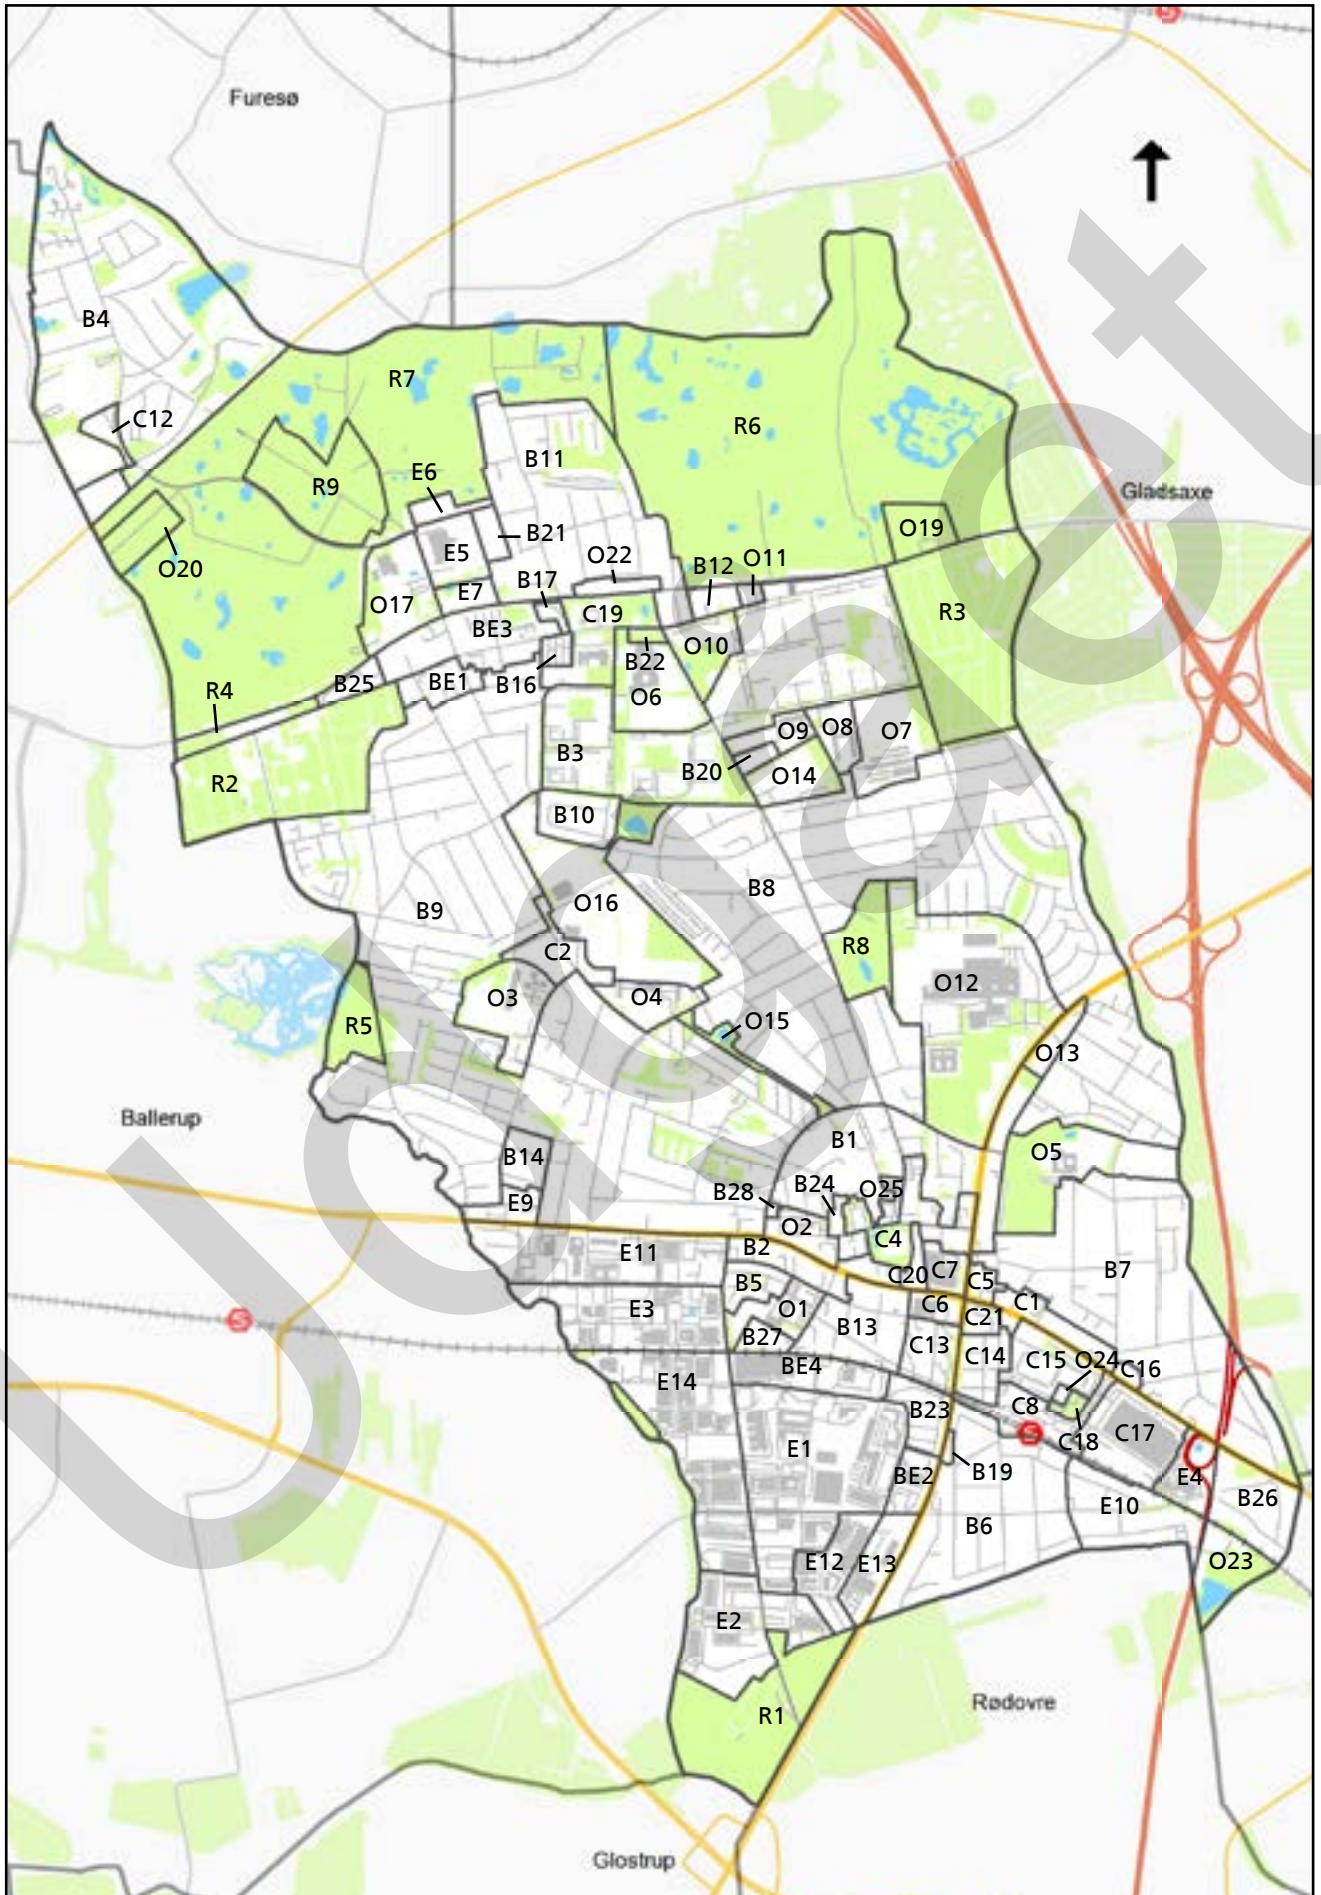 S
Furesø
B4
R7
C12
R6
B11
E6
R9
Gladsaxe
O19
B21
E5
O22
O11
B12
O20
B17
E7
O17
C19
R3
BE3
O10
B22
BE1
B16
B25
R4
O6
O9
O8
O7
B3
B20
O14
R2
B10
B8
O16
B9
R8
C2
O12
O3
O4
O15
R5
O13
Ballerup
B1
O5
B14
B24
O25
B28
E9
O2
C4
B2
E11
B7
C20
C7
C5
B5
C1
C6
E3
O1
C21
S
B13
B27
C13
C14
C15
O24
C16
BE4
E14
C8
B23
C17
S
C18
E1
B19
BE2
E4
B26
E10
B6
E12
E13
O23
E2
Rødovre
R1
Glostrup
Udgået